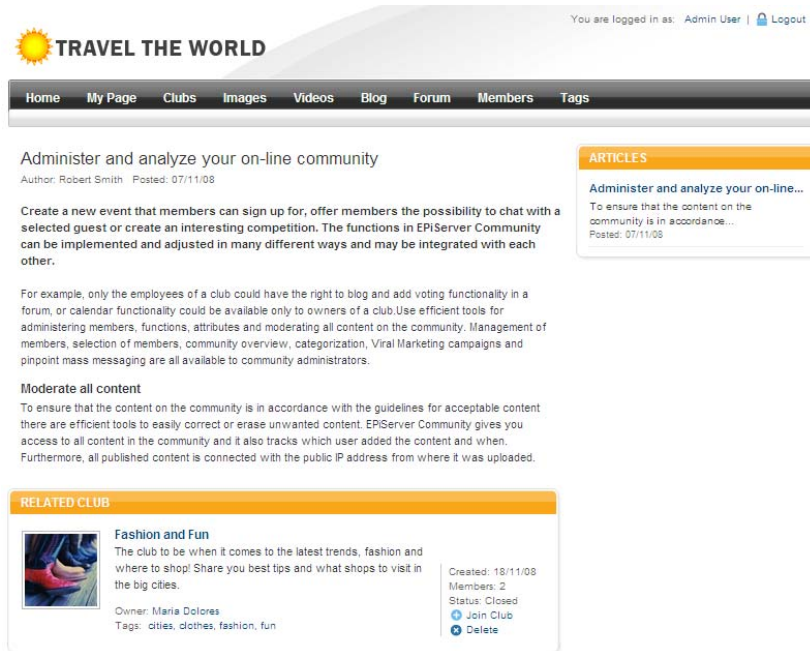 You are logged in as: Admin User | Logout
TRAVEL THE WORLD
Home My Page Clubs Images Videos Blog Forum Members Tags
Administer and analyze your on-line community
Author: Robert Smith Posted: 07/11/08
Create a new event that members can sign up for, offer members the possibility to chat with a
selected guest or create an interesting competition. The functions in EPiServer Community
can be implemented and adjusted in many different ways and may be integrated with each
other.
For example, only the employees of a club could have the right to blog and add voting functionality in a
forum, or calendar functionality could be available only to owners of a club.Use efficient tools for
administering members, functions, attributes and moderating all content on the community. Management of
members, selection of members, community overview, categorization, Viral Marketing campaigns and
pinpoint mass messaging are all available to community administrators.
Moderate all content
To ensure that the content on the community is in accordance with the guidelines for acceptable content
there are efficient tools to easily correct or erase unwanted content. EPiServer Community gives you
access to all content in the community and it also tracks which user added the content and when.
Furthermore, all published content is connected with the public IP address from where it was uploaded.
ARTICLES
Administer and analyze your on-line...
To ensure that the content on the
community is in accordance....
Posted: 07/11/08
RELATED CLUB
Fashion and Fun
The club to be when it comes to the latest trends, fashion and
where to shop! Share you best tips and what shops to visit in
the big cities.
Owner: Maria Dolores
Tags: cities, clothes, fashion, fun
Created: 18/11/08
Members: 2
Status: Closed
Join Club
Delete